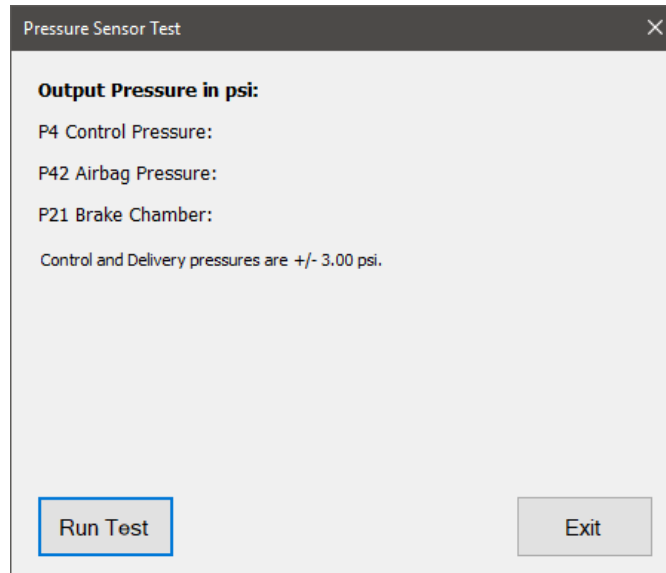 Pressure Sensor Test
Output Pressure in psi:
P4 Control Pressure:
P42 Airbag Pressure:
P21 Brake Chamber:
Control and Delivery pressures are +/- 3.00 psi.
Run Test
Exit